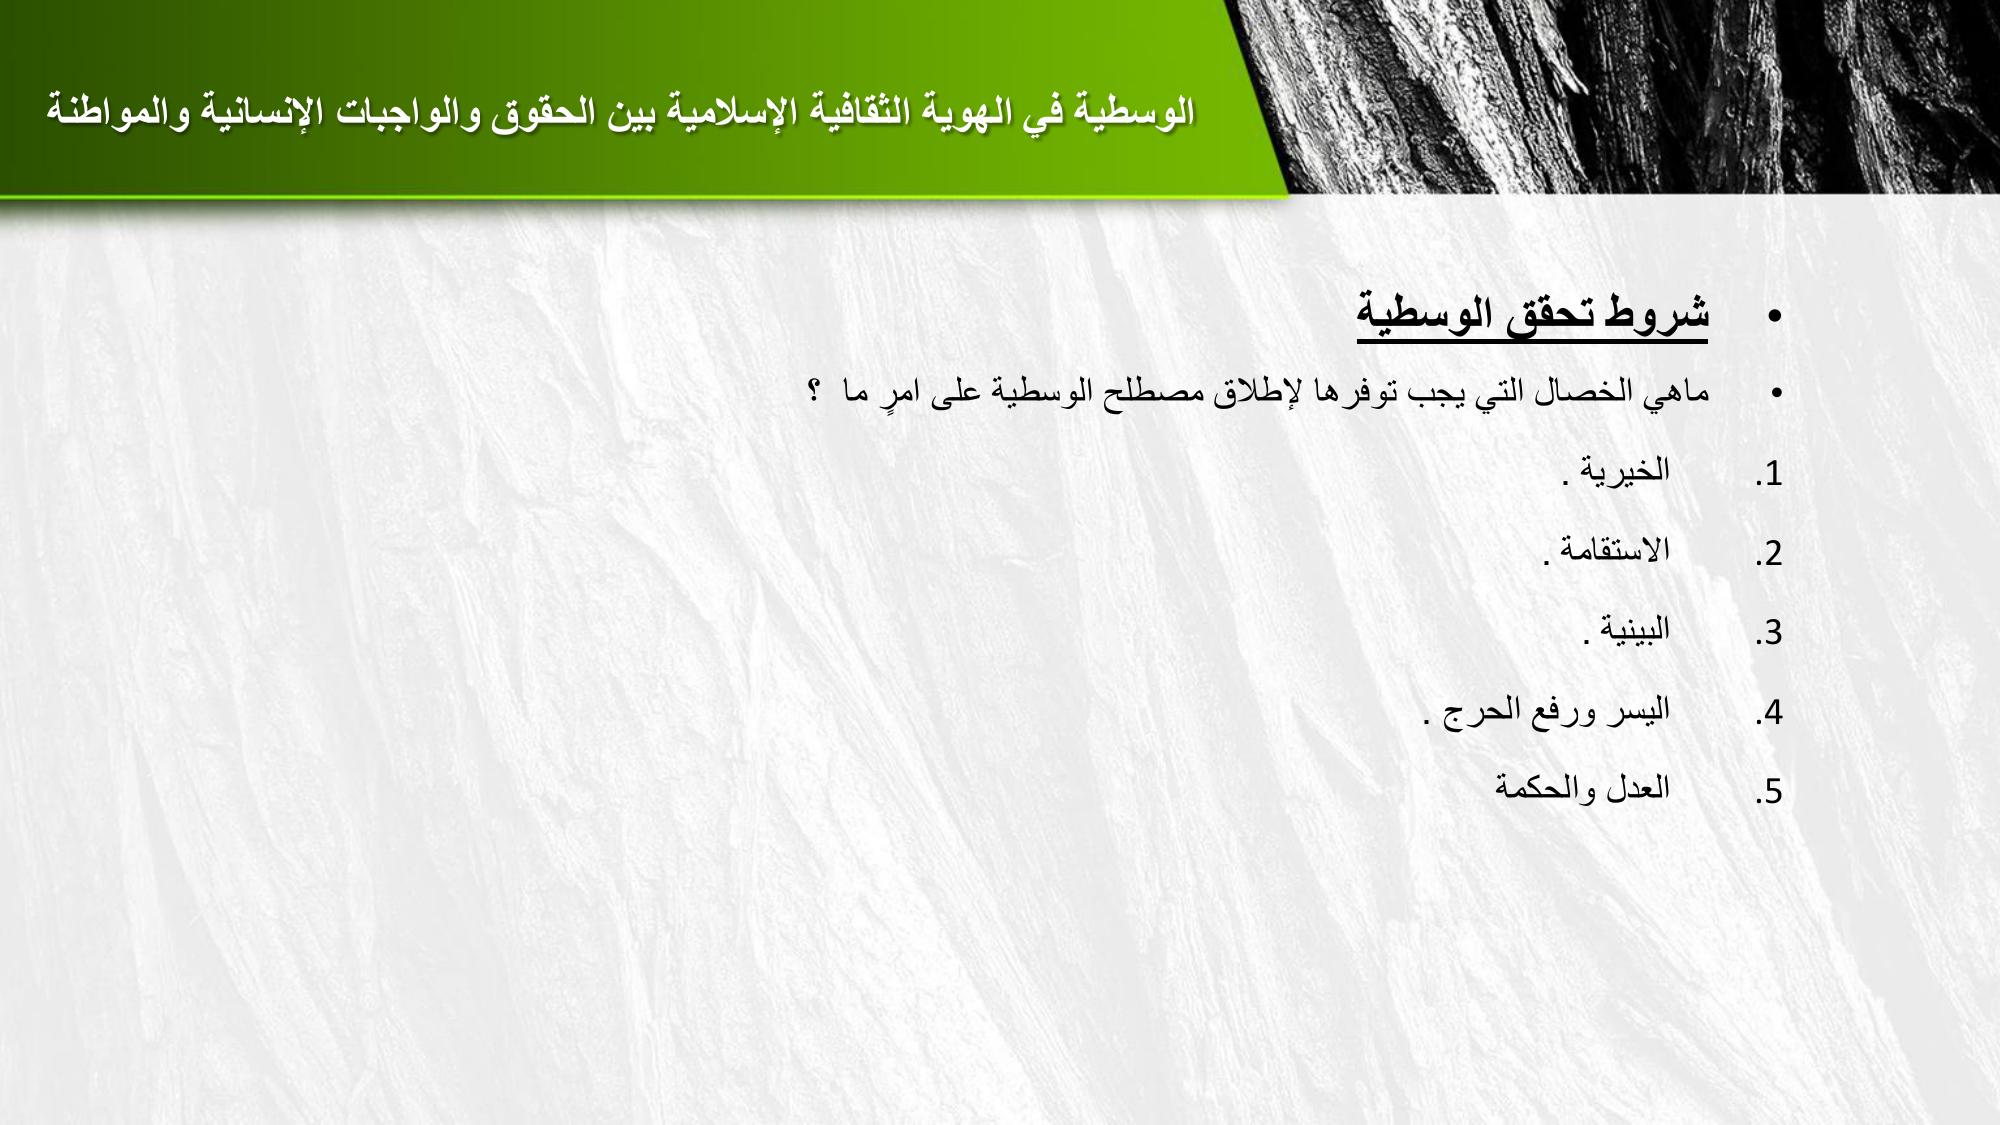 الوسطية في الهوية الثقافية الإسلامية بين الحقوق والواجبات الإنسانية والمواطنة
• شروط تحقق الوسطية
• ماهي الخصال التي يجب توفرها لإطلاق مصطلح الوسطية على امرٍ ما ؟
1. الخيرية .
2. الاستقامة .
3. البينية .
4. اليسر ورفع الحرج .
5. العدل والحكمة